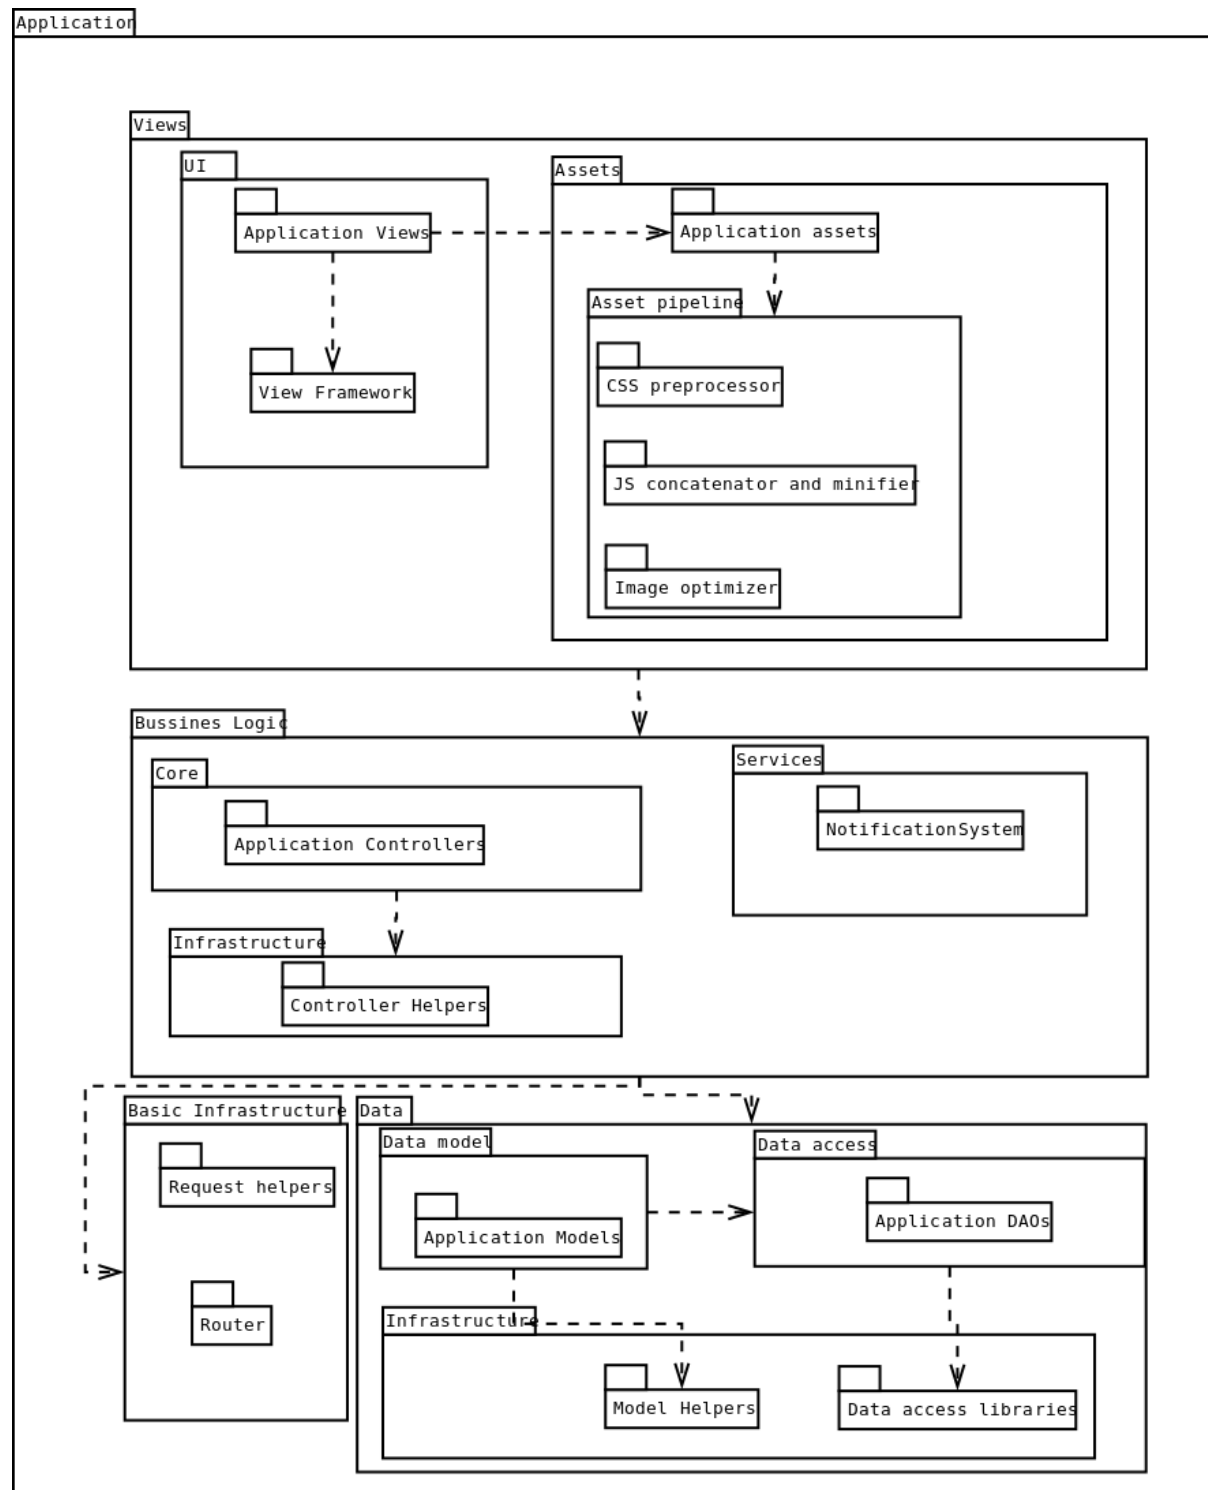 Application
Views
UI
Assets
Application Views
Application assets
Asset pipeline
View Framework
CSS preprocessor
JS concatenator and minifier
Image optimizer
Bussines Logic
Core
Services
Application Controllers
NotificationSystem
Infrastructure
Controller Helpers
Basic Infrastructure
Data
Data model
Data access
Request helpers
Application Models
Application DAOs
Router
Infrastructure
Model Helpers
Data access libraries